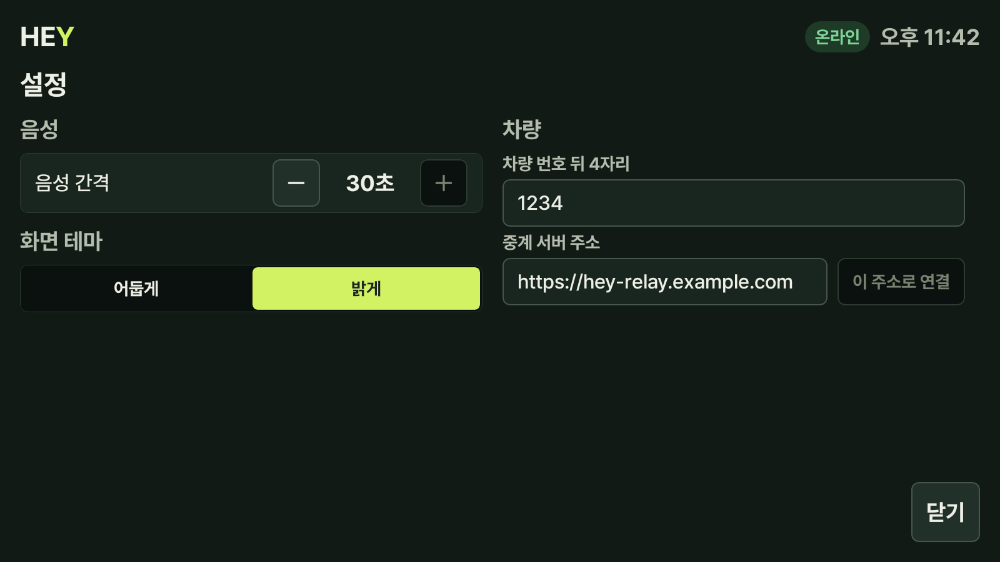 HEY
온라인 오후 11:42
설정
음성
음성 간격 − 30초 +
화면 테마
어둡게 밝게
차량
차량 번호 뒤 4자리
1234
중계 서버 주소
https://hey-relay.example.com 이 주소로 연결
닫기